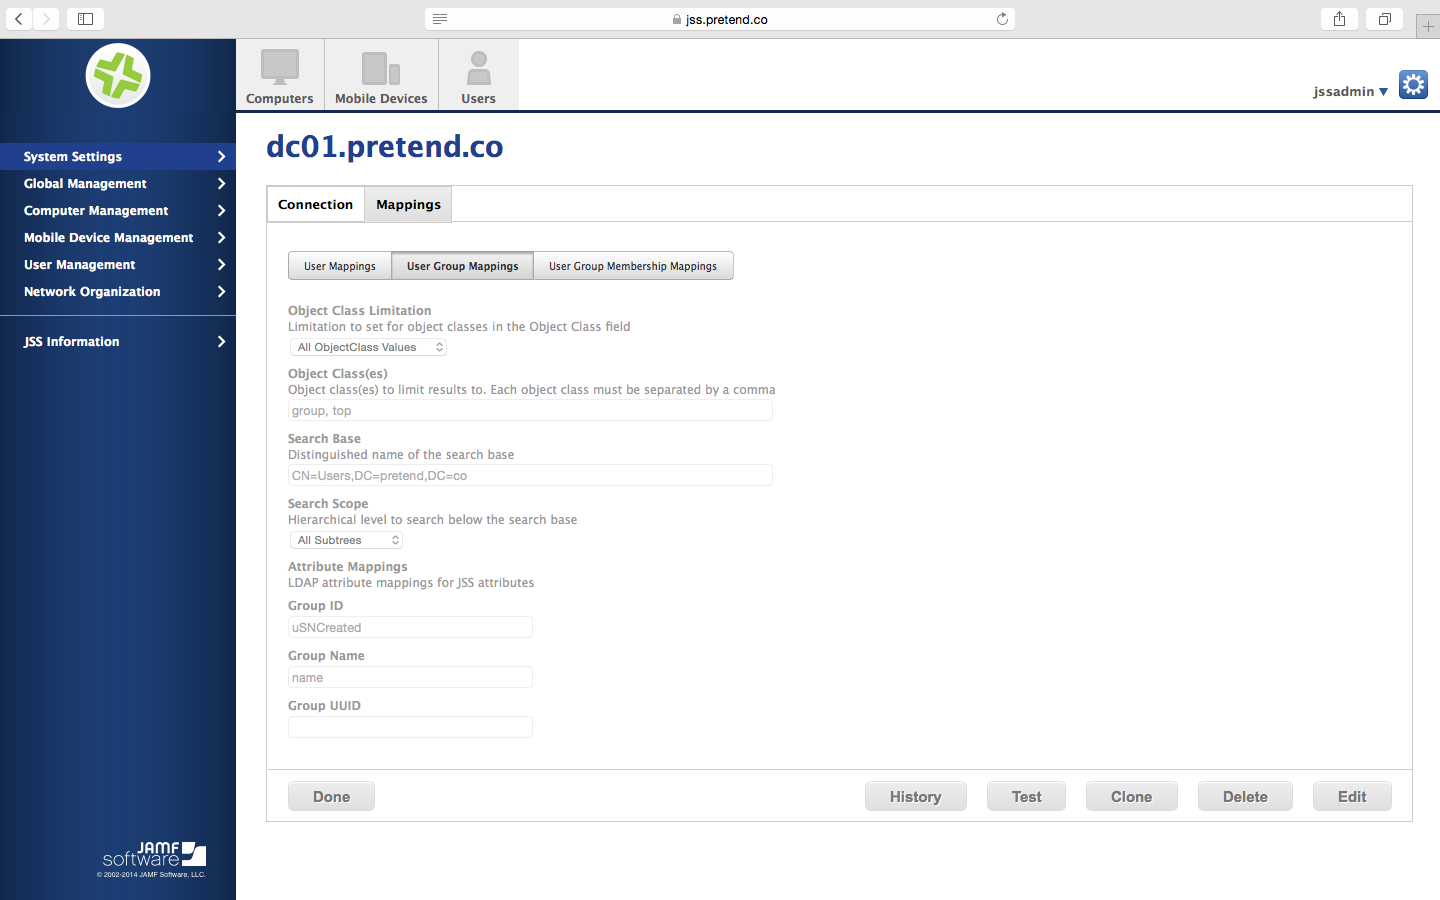 jss.pretend.co
Computers
Mobile Devices
Users
jssadmin
System Settings
Global Management
Computer Management
Mobile Device Management
User Management
Network Organization
JSS Information
JAMF
software
© 2002-2014 JAMF Software, LLC.
dc01.pretend.co
Connection
Mappings
User Mappings
User Group Mappings
User Group Membership Mappings
Object Class Limitation
Limitation to set for object classes in the Object Class field
All ObjectClass Values
Object Class(es)
Object class(es) to limit results to. Each object class must be separated by a comma
group, top
Search Base
Distinguished name of the search base
CN=Users,DC=pretend,DC=co
Search Scope
Hierarchical level to search below the search base
All Subtrees
Attribute Mappings
LDAP attribute mappings for JSS attributes
Group ID
uSNCreated
Group Name
name
Group UUID
Done
History
Test
Clone
Delete
Edit